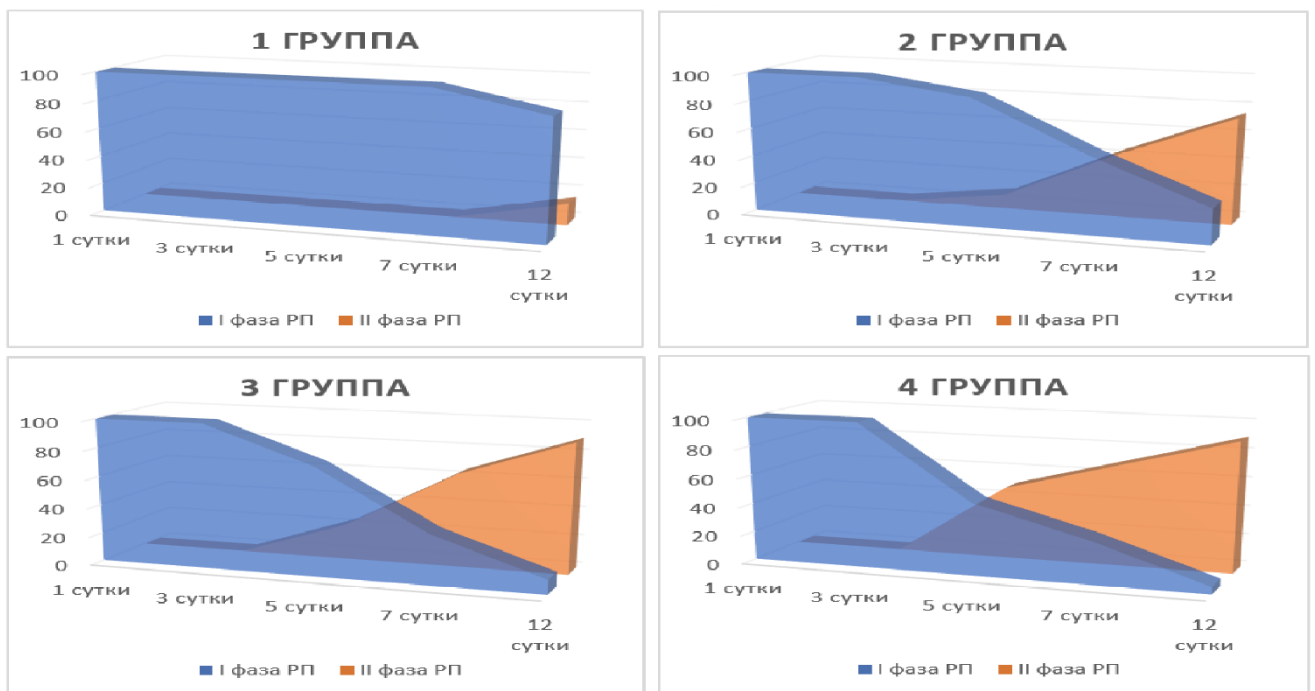 1 ГРУППА
100
80
60
40
20
0
1 сутки
3 сутки
5 сутки
7 сутки
12
сутки
I фаза РП
II фаза РП
2 ГРУППА
100
80
60
40
20
0
1 сутки
3 сутки
5 сутки
7 сутки
12
сутки
I фаза РП
II фаза РП
3 ГРУППА
100
80
60
40
20
0
1 сутки
3 сутки
5 сутки
7 сутки
12
сутки
I фаза РП
II фаза РП
4 ГРУППА
100
80
60
40
20
0
1 сутки
3 сутки
5 сутки
7 сутки
12
сутки
I фаза РП
II фаза РП